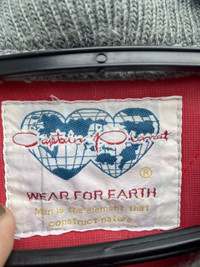 Captain Planet
®
WEAR FOR EARTH
Man is the element that
construct nature